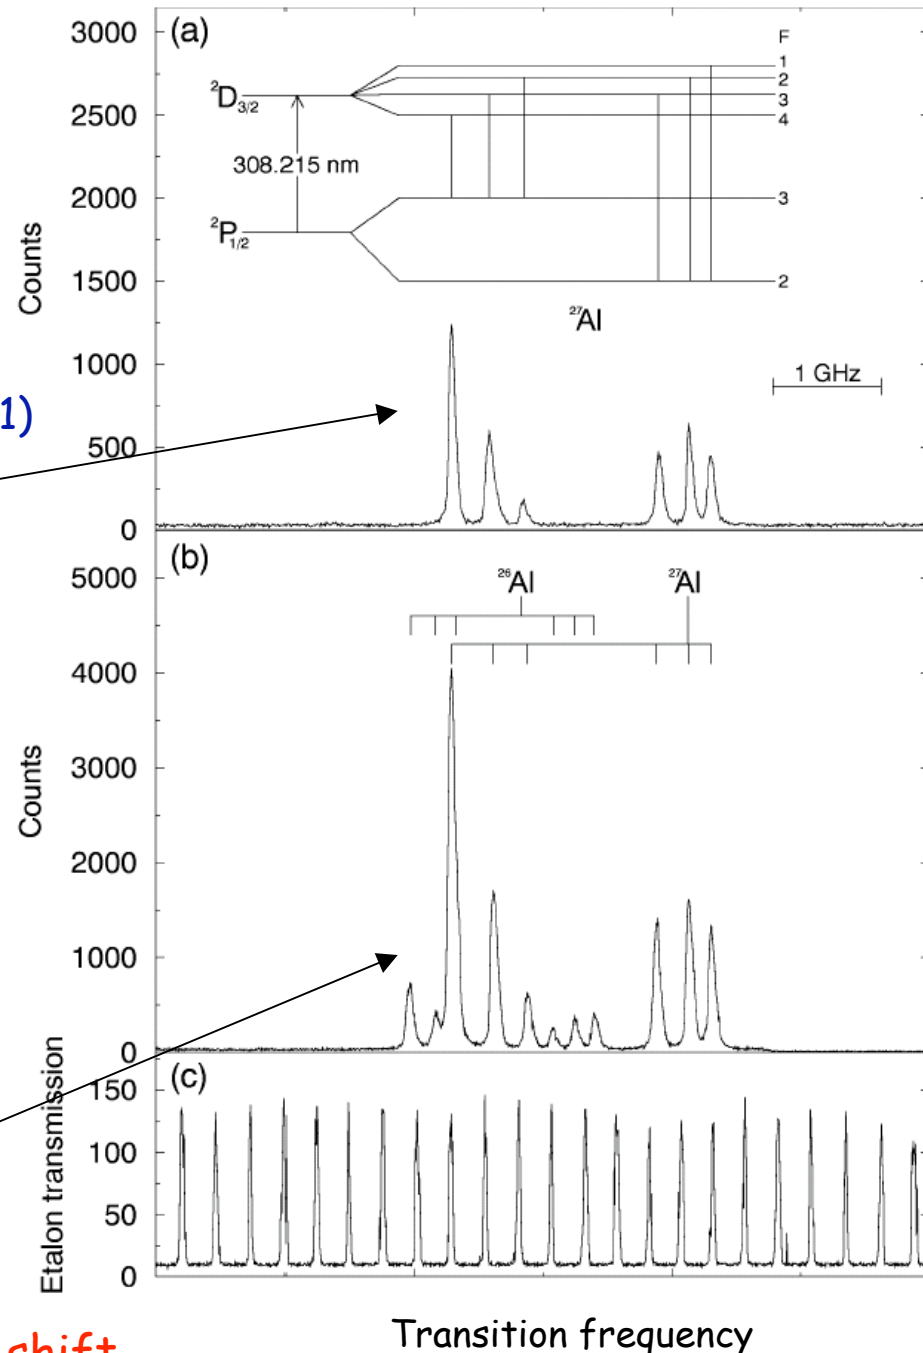 (a)
3000
2500
2000
1500
1000
500
0
Counts
F
1
2
3
4
3
2
²D₃/₂
308.215 nm
²P₁/₂
²⁷Al
1 GHz
1)
(b)
5000
4000
3000
2000
1000
0
Counts
²⁶Al
²⁷Al
(c)
150
100
50
0
Etalon transmission
Transition frequency
shift